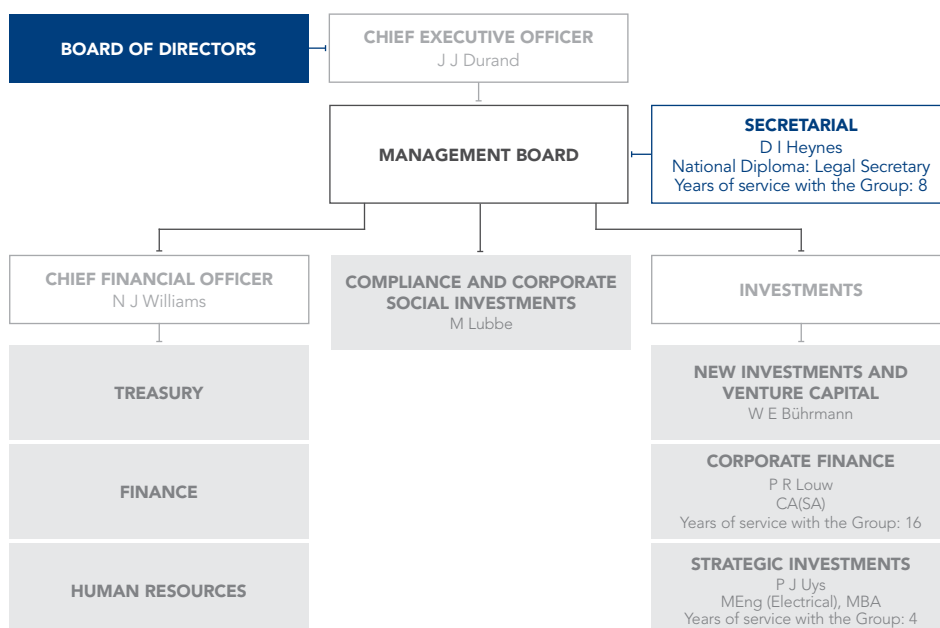 BOARD OF DIRECTORS
CHIEF EXECUTIVE OFFICER
J J Durand
MANAGEMENT BOARD
SECRETARIAL
D I Heynes
National Diploma: Legal Secretary
Years of service with the Group: 8
CHIEF FINANCIAL OFFICER
N J Williams
COMPLIANCE AND CORPORATE
SOCIAL INVESTMENTS
M Lubbe
INVESTMENTS
TREASURY
FINANCE
HUMAN RESOURCES
NEW INVESTMENTS AND
VENTURE CAPITAL
W E Bührmann
CORPORATE FINANCE
P R Louw
CA(SA)
Years of service with the Group: 16
STRATEGIC INVESTMENTS
P J Uys
MEng (Electrical), MBA
Years of service with the Group: 4